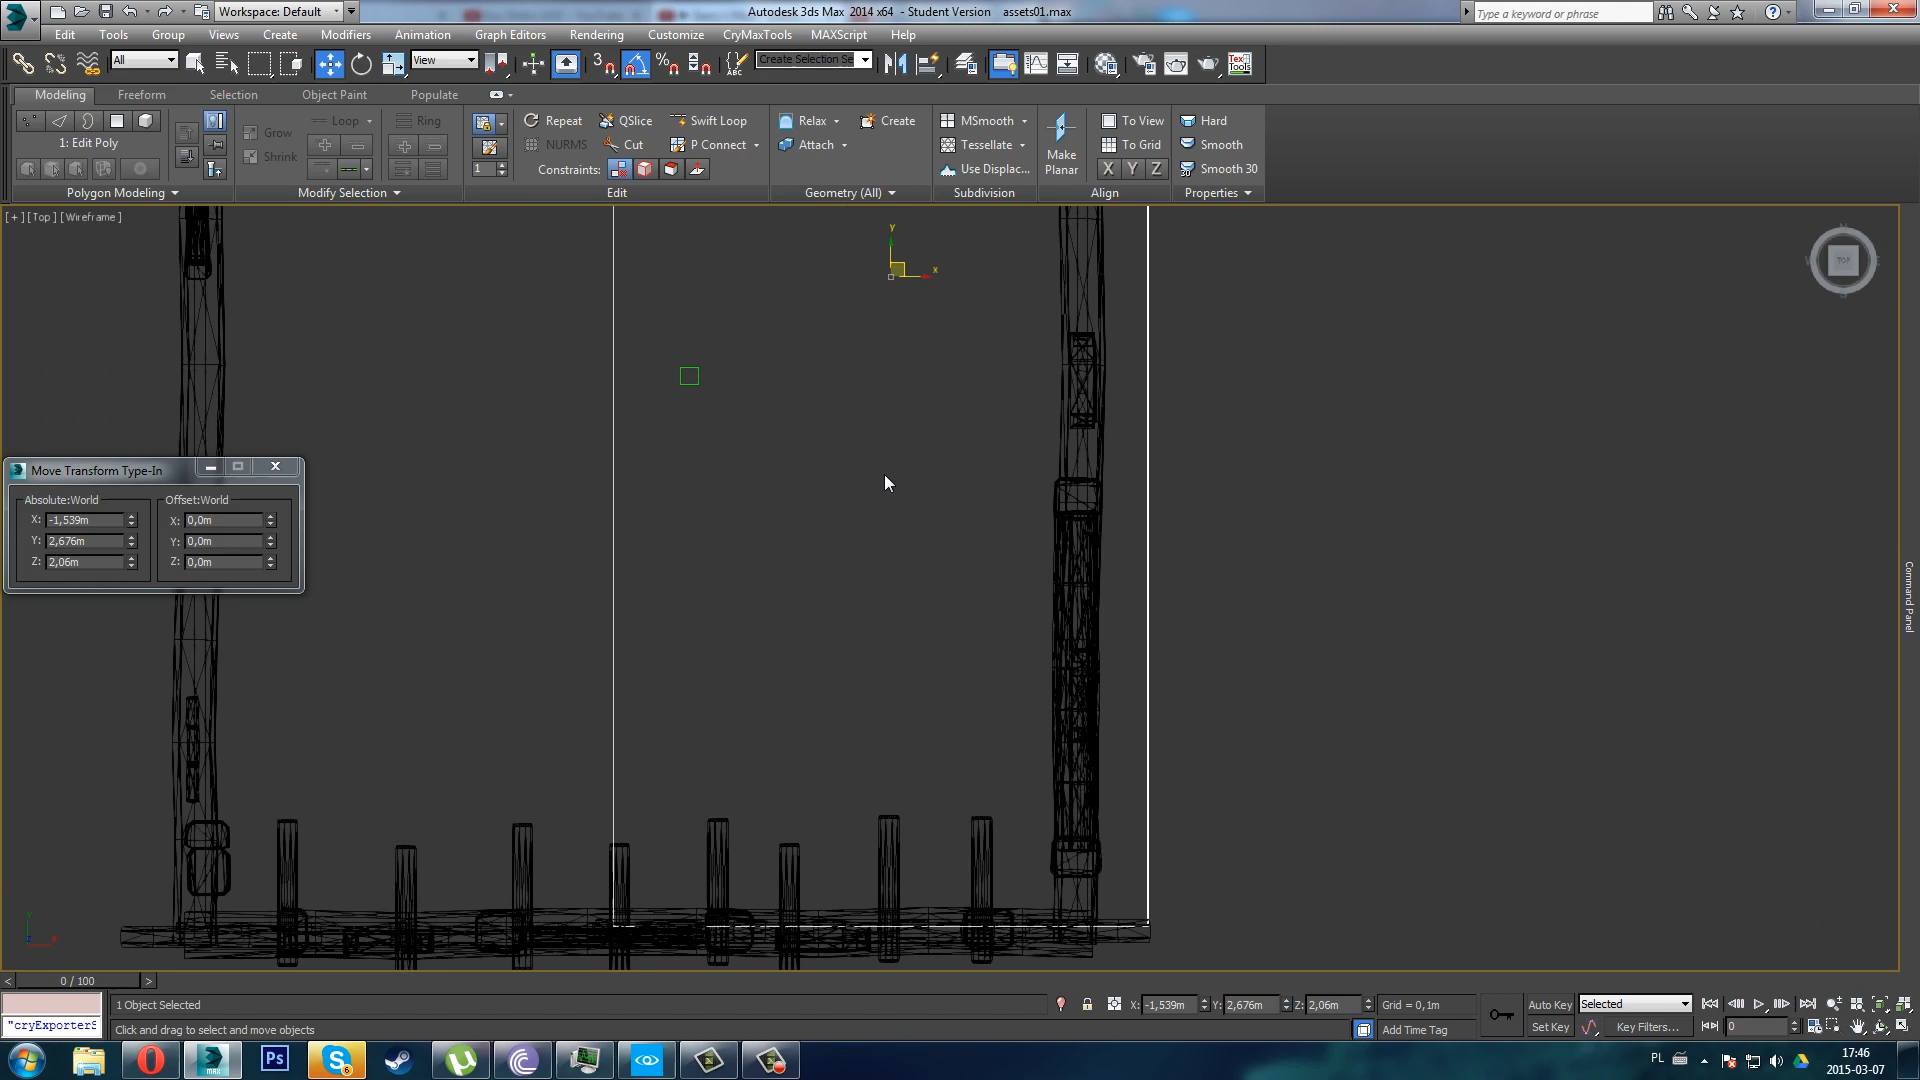 Workspace: Default
Autodesk 3ds Max 2014 x64 - Student Version assets01.max
Type a keyword or phrase
Edit Tools Group Views Create Modifiers Animation Graph Editors Rendering Customize CryMaxTools MAXScript Help
All View 3 Create Selection Se
Modeling Freeform Selection Object Paint Populate
Loop Ring Repeat QSlice Swift Loop Relax Create MSmooth To View Hard
Grow
1: Edit Poly NURMS Cut P Connect Attach Tessellate To Grid Smooth
Shrink Make Planar
1 Constraints: Use Displac... X Y Z Smooth 30
Polygon Modeling Modify Selection Edit Geometry (All) Subdivision Align Properties
[+][Top][Wireframe]
y
x
TOP
Move Transform Type-In
Absolute:World Offset:World
X: -1,539m X: 0,0m
Y: 2,676m Y: 0,0m
Z: 2,06m Z: 0,0m
Command Panel
0 / 100
1 Object Selected X: -1,539m Y: 2,676m Z: 2,06m Grid = 0,1m Auto Key Selected
"cryExporterS Click and drag to select and move objects Add Time Tag Set Key Key Filters... 0
6 PL 17:46
2015-03-07